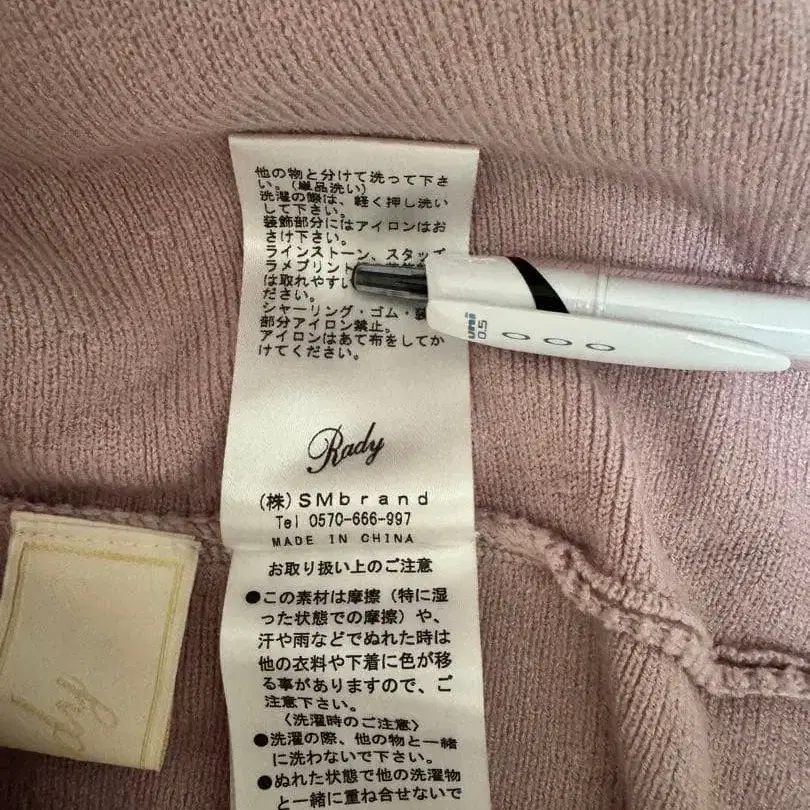 他の物と分けて洗って下さ
い。(単品洗い)
洗濯の際は、軽く押し洗い
して下さい。
装飾部分にはアイロンはお
さけ下さい。
ラインストーン、スタッズ
ラメプリント
は取れやすい
ださい。
シャーリング・ゴム・
部分アイロン禁止。
アイロンはあて布をしてか
けてください。
Rady
(株)SMbrand
Tel 0570-666-997
MADE IN CHINA
お取り扱い上のご注意
●この素材は摩擦(特に湿
った状態での摩擦)や、
汗や雨などでぬれた時は
他の衣料や下着に色が移
る事がありますので、ご
注意下さい。
〈洗濯時のご注意〉
●洗濯の際、他の物と一緒
に洗わないで下さい。
●ぬれた状態で他の洗濯物
と一緒に重ね合せないで
uni
0.5